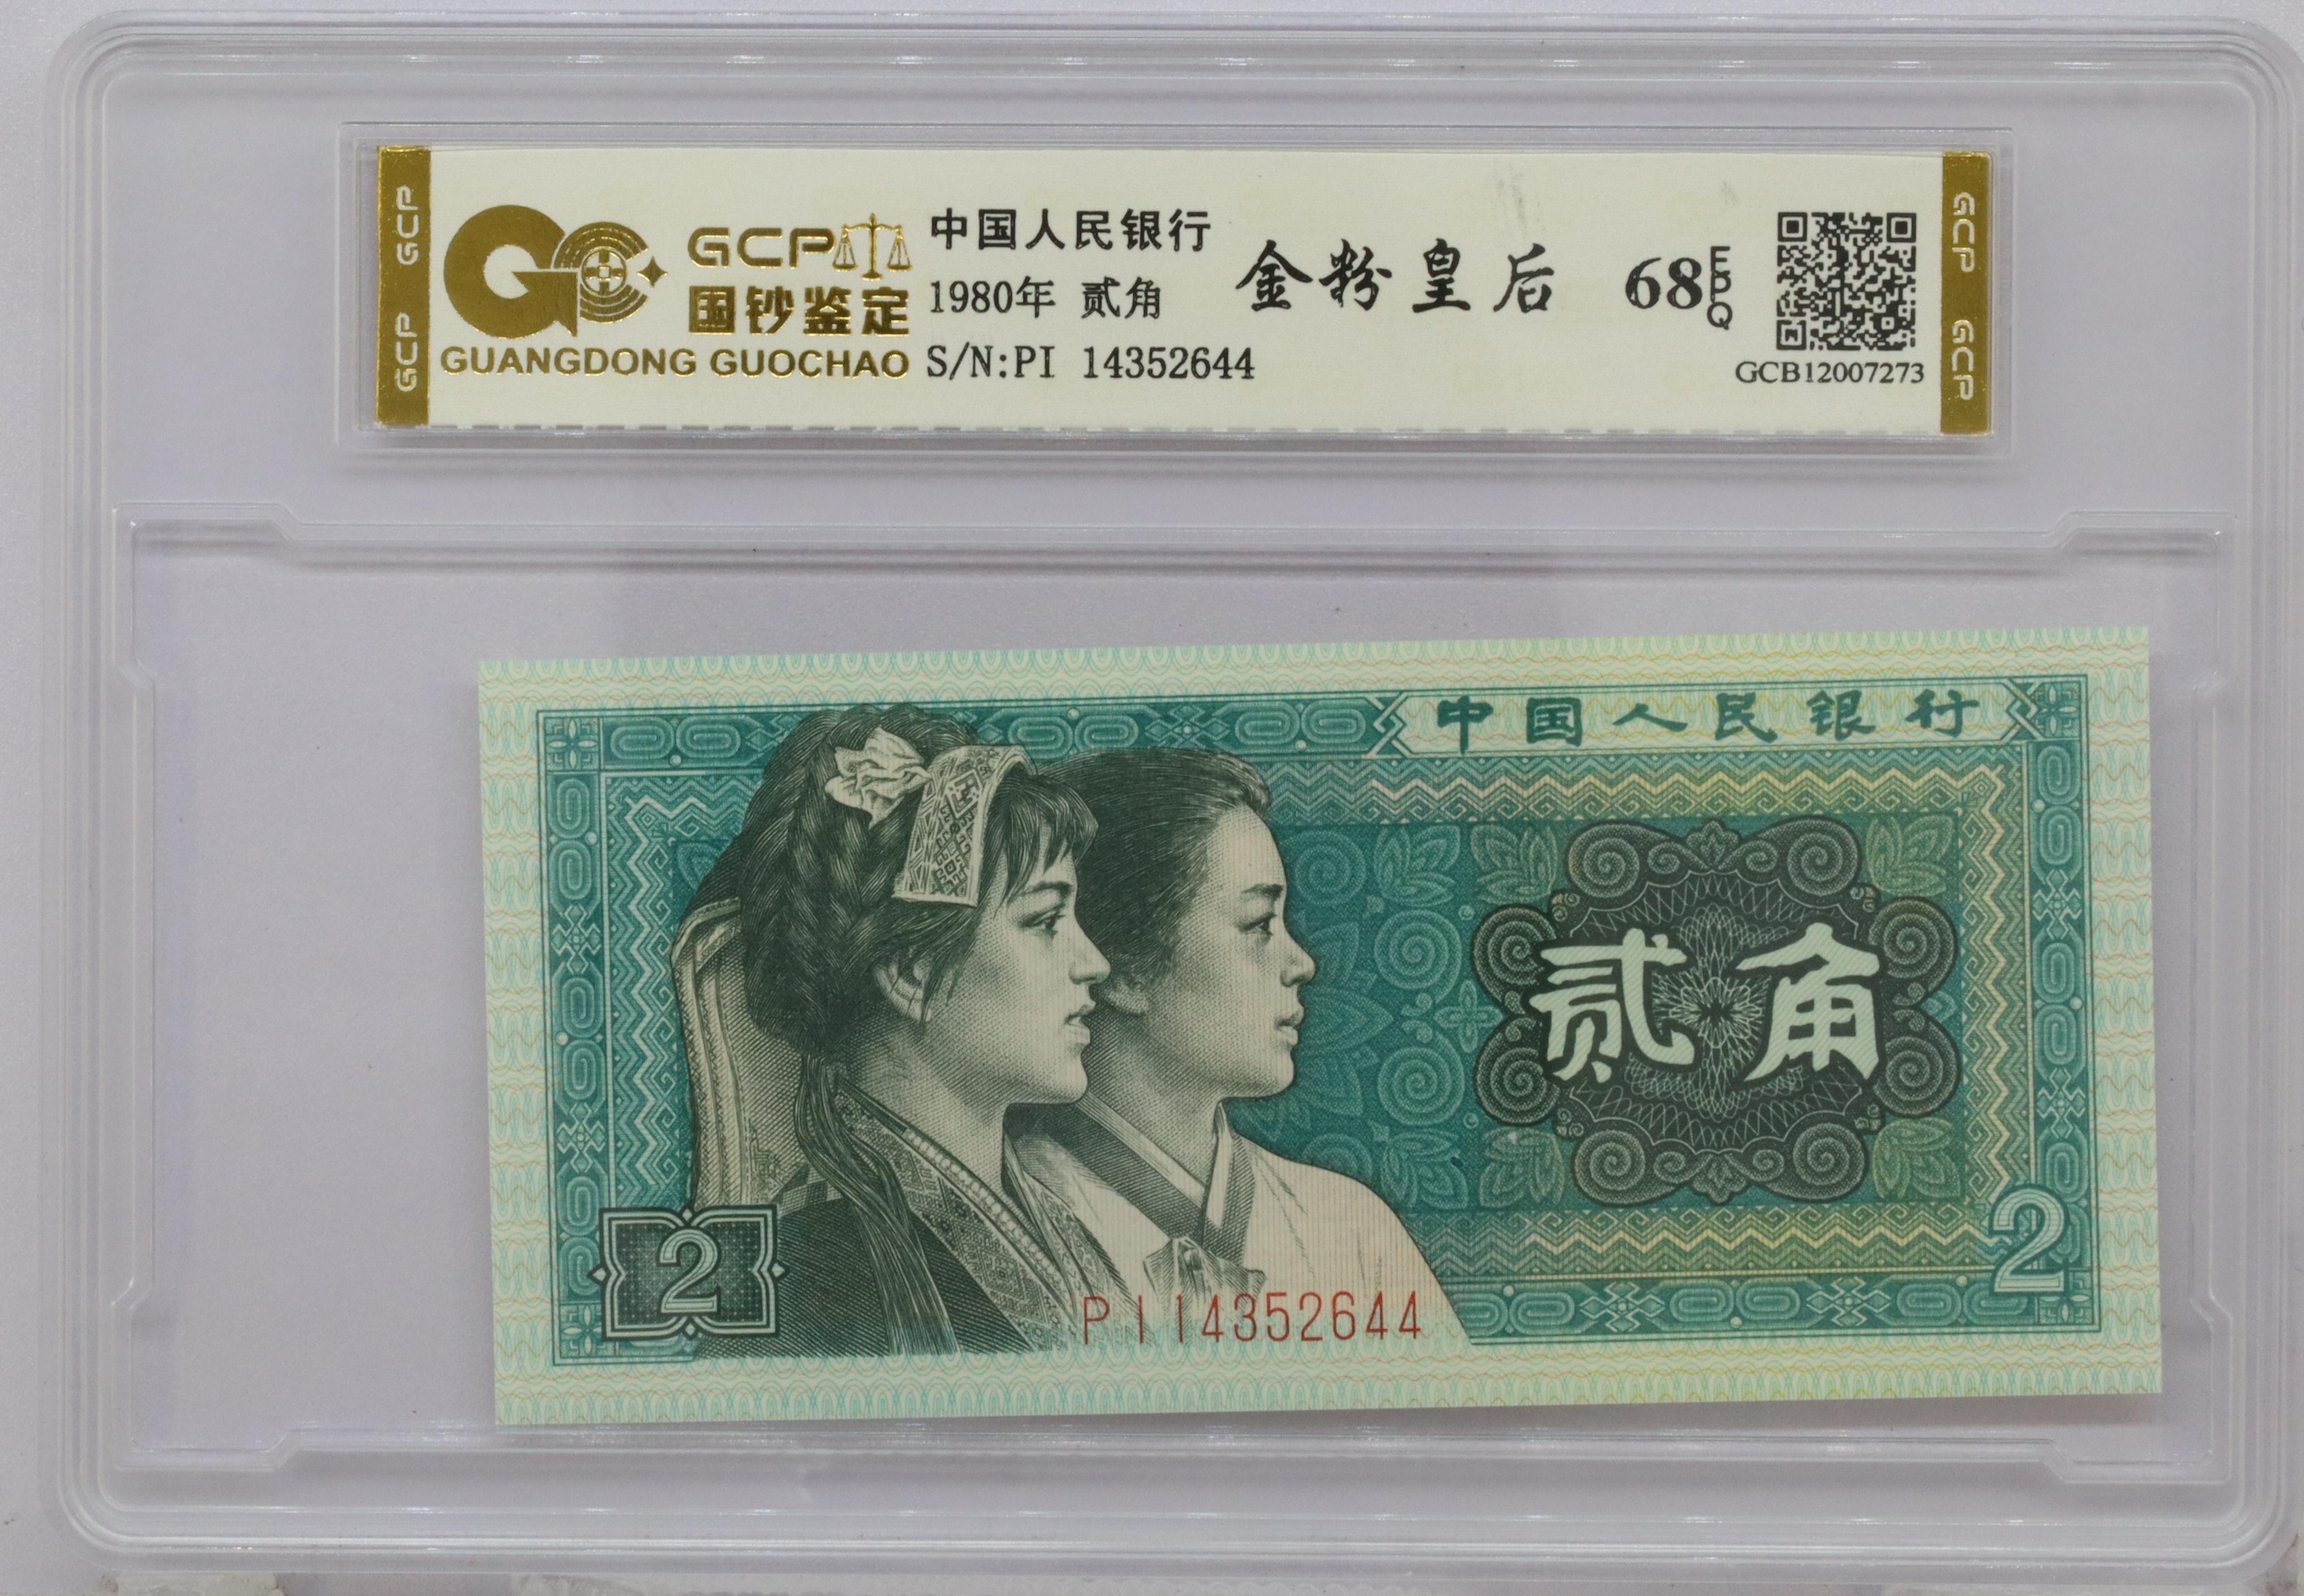 GCP GCP
GCP
国钞鉴定
GUANGDONG GUOCHAO
中国人民银行
1980年 贰角
S/N:PI 14352644
金粉皇后
68 EPQ
GCB12007273
GCP GCP
中国人民银行
贰角
2
2
PI14352644